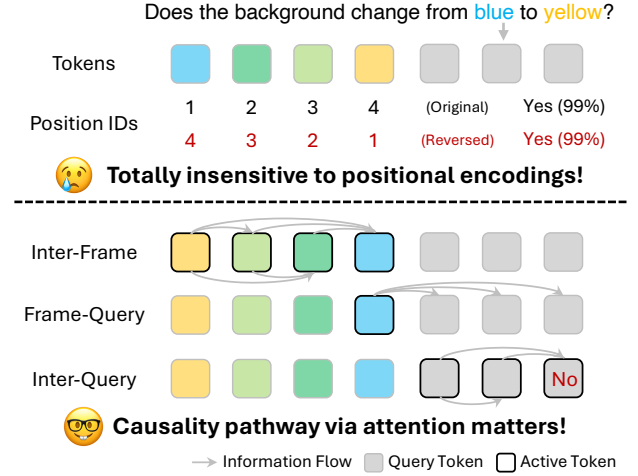 Does the background change from blue to yellow?
Tokens
Position IDs
1 2 3 4 (Original) Yes (99%)
4 3 2 1 (Reversed) Yes (99%)
Totally insensitive to positional encodings!
Inter-Frame
Frame-Query
Inter-Query No
Causality pathway via attention matters!
Information Flow Query Token Active Token